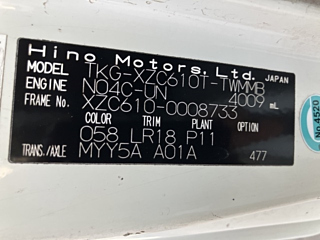 Hino Motors, Ltd. JAPAN
MODEL TKG-XZC610T-TWMMB
ENGINE N04C-UN 4009 mL
FRAME No. XZC610-0008733
COLOR TRIM PLANT OPTION
058 LR18 P11
TRANS./AXLE MYY5A A01A 477
No.4520